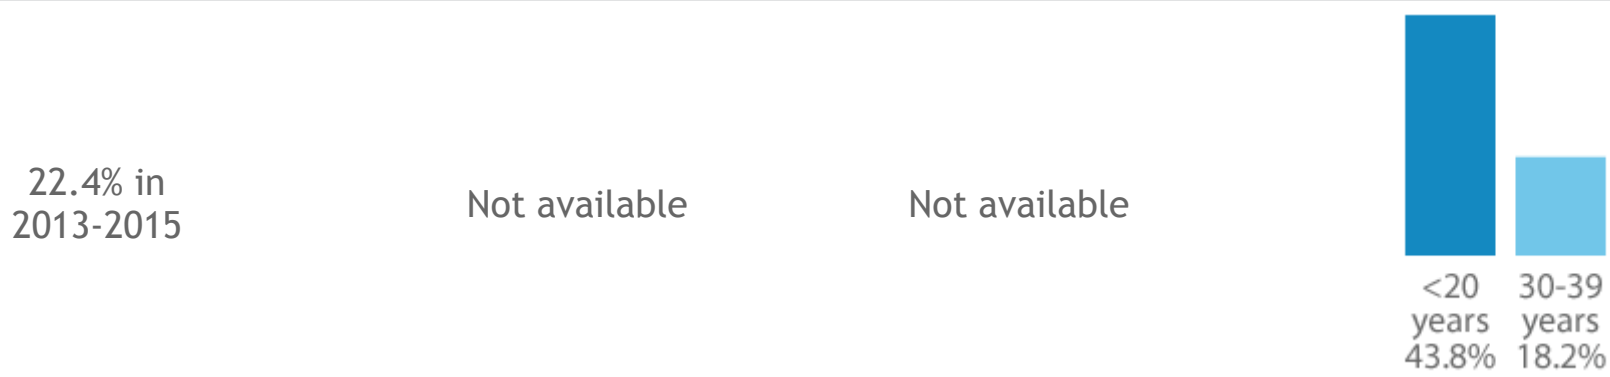 22.4% in
2013-2015
Not available
Not available
<20
years
43.8%
30-39
years
18.2%